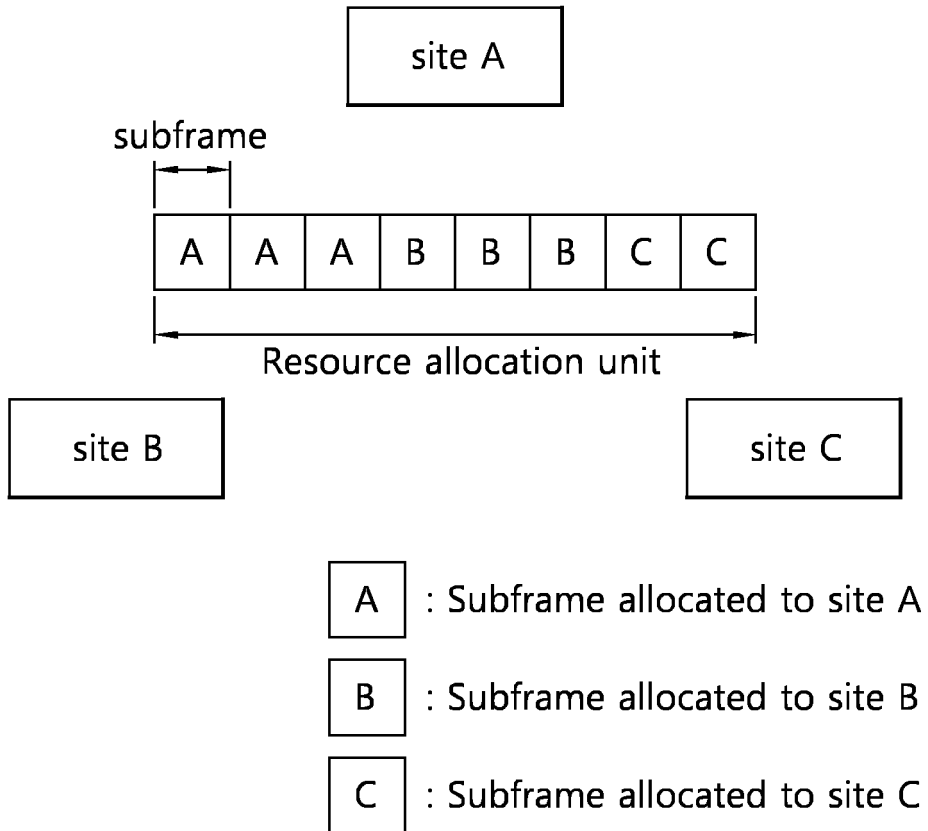 site A
subframe
A A A B B B C C
Resource allocation unit
site B
site C
A : Subframe allocated to site A
B : Subframe allocated to site B
C : Subframe allocated to site C